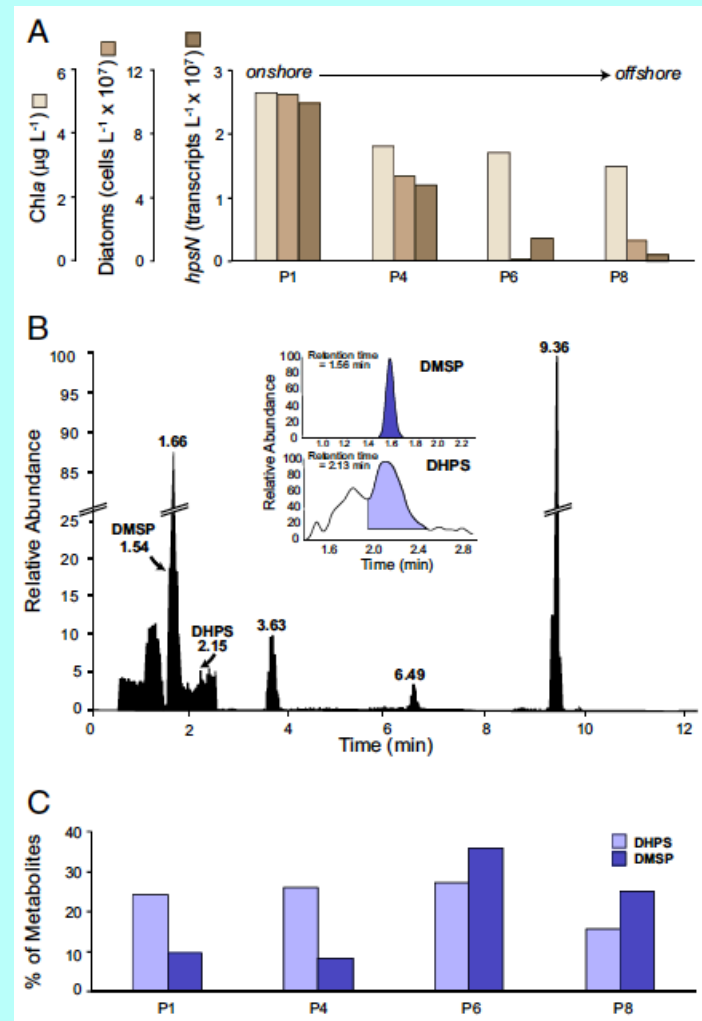 A
Chla (µg L⁻¹)
Diatoms (cells L⁻¹ x 10⁷)
hpsN (transcripts L⁻¹ x 10⁷)
6
3
0
12
6
0
3
2
1
0
onshore
offshore
P1
P4
P6
P8
B
Relative Abundance
100
95
90
85
25
20
15
10
5
0
DMSP
1.54
1.66
DHPS
2.15
3.63
6.49
9.36
0
2
4
6
8
10
12
Time (min)
Relative Abundance
100
80
60
40
20
0
Retention time
= 1.56 min
DMSP
1.0
1.2
1.4
1.6
1.8
2.0
2.2
100
80
60
40
20
0
Retention time
= 2.13 min
DHPS
1.6
2.0
2.4
2.8
Time (min)
C
% of Metabolites
40
30
20
10
0
DHPS
DMSP
P1
P4
P6
P8